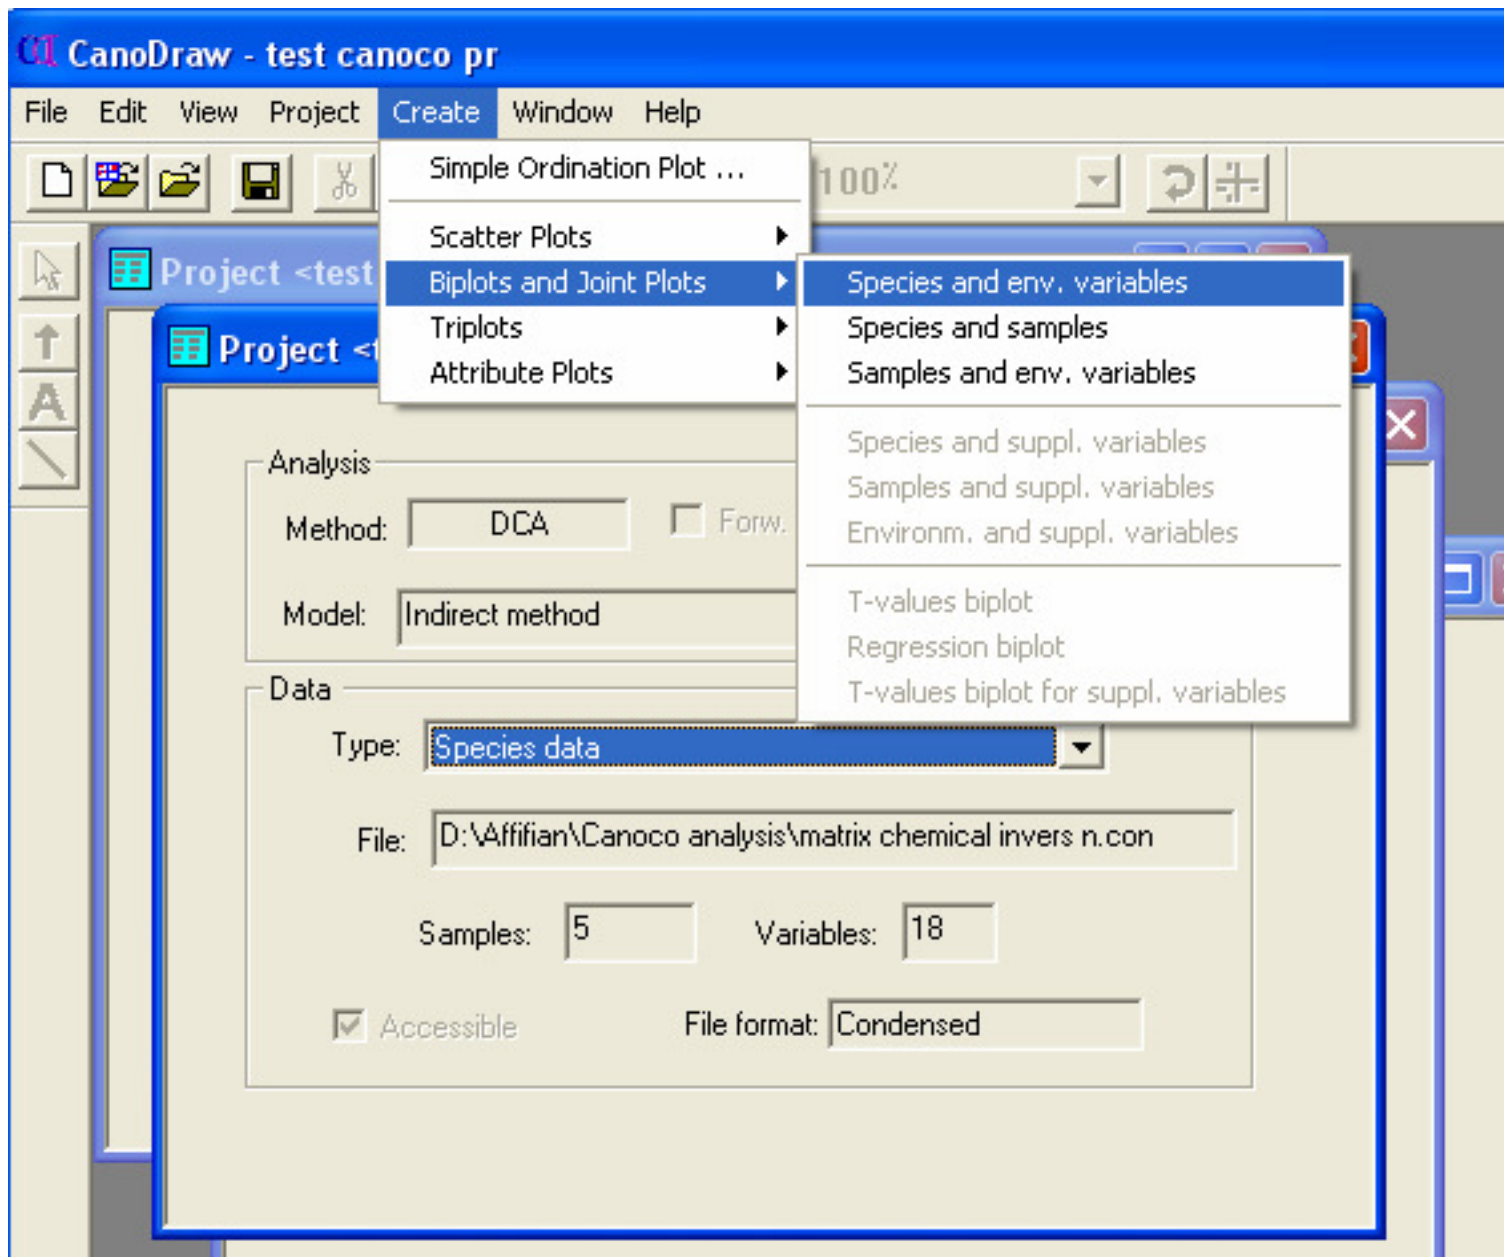 CanoDraw - test canoco pr
File Edit View Project Create Window Help
Simple Ordination Plot ...
100%
Scatter Plots
Project <test
Biplots and Joint Plots
Species and env. variables
Triplots
Species and samples
Project <t
Attribute Plots
Samples and env. variables
Species and suppl. variables
Analysis
Samples and suppl. variables
Method: DCA Forw.
Environm. and suppl. variables
T-values biplot
Model: Indirect method
Regression biplot
Data
T-values biplot for suppl. variables
Type: Species data
File: D:\Affifian\Canoco analysis\matrix chemical invers n.con
Samples: 5 Variables: 18
Accessible File format: Condensed